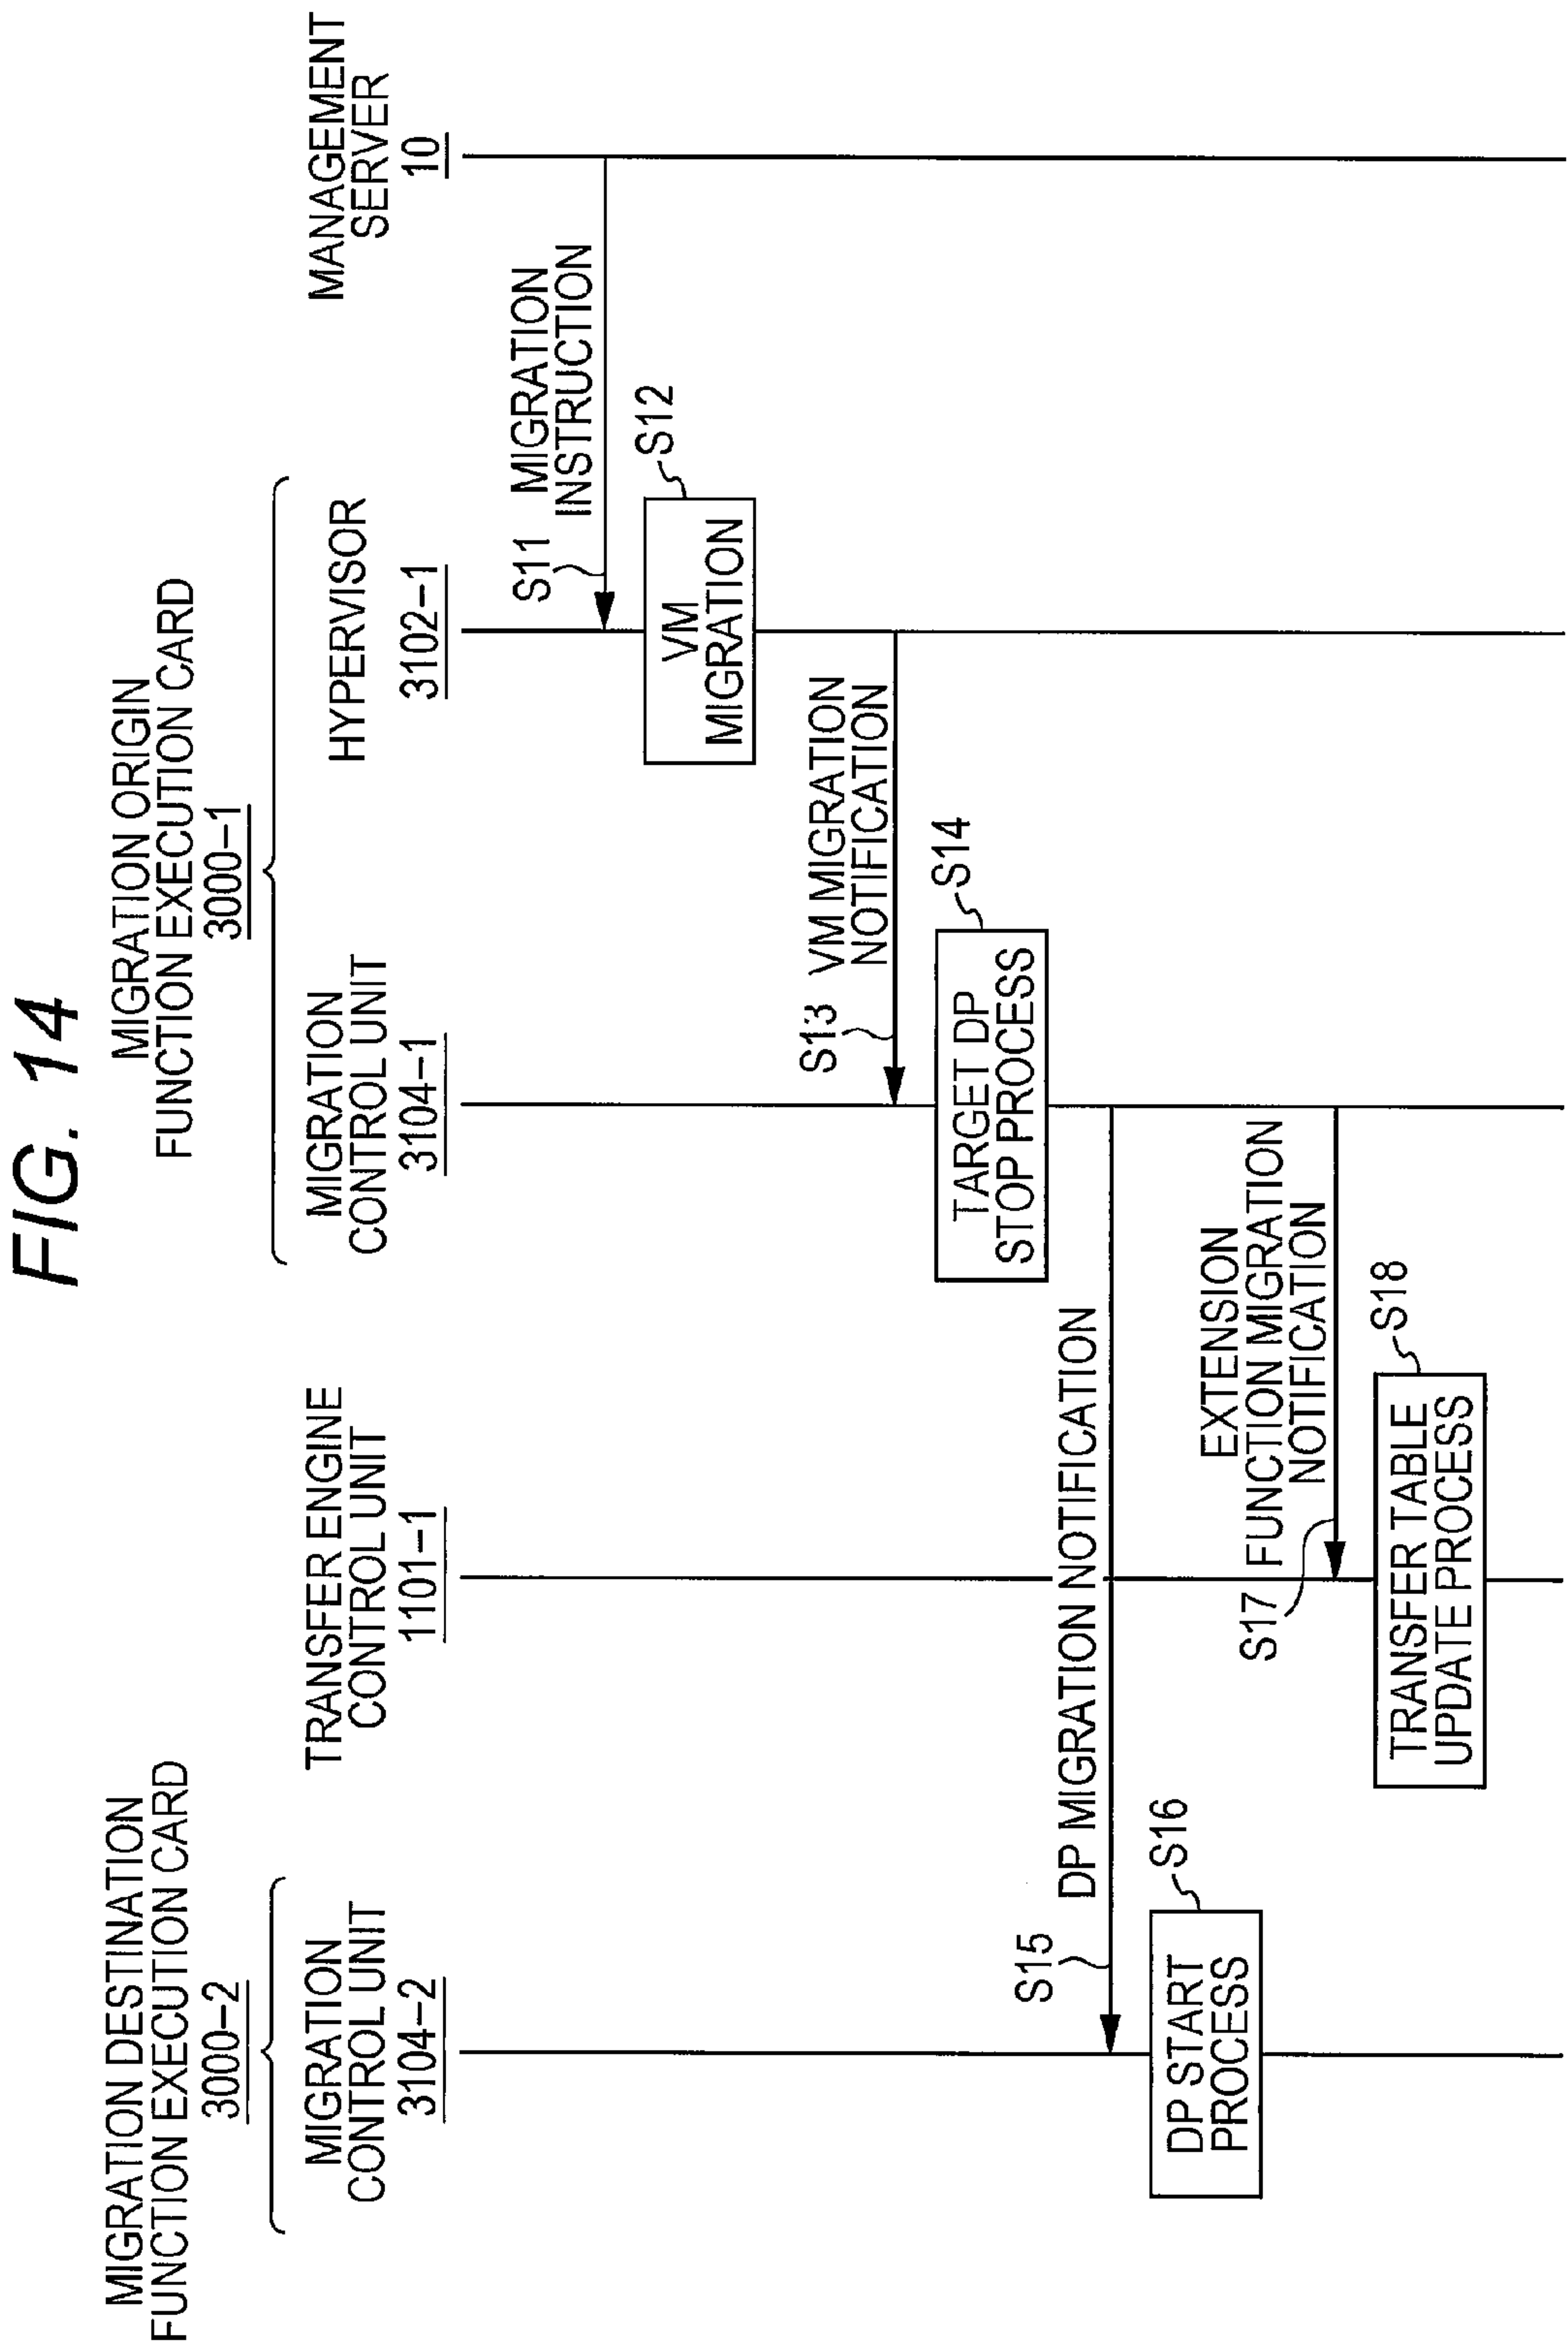 FIG. 14
MIGRATION DESTINATION
FUNCTION EXECUTION CARD
3000-2
MIGRATION ORIGIN
FUNCTION EXECUTION CARD
3000-1
MIGRATION
CONTROL UNIT
3104-2
TRANSFER ENGINE
CONTROL UNIT
1101-1
MIGRATION
CONTROL UNIT
3104-1
HYPERVISOR
3102-1
MANAGEMENT
SERVER
10
S11
MIGRATION
INSTRUCTION
VM
MIGRATION
S12
S13
VM MIGRATION
NOTIFICATION
TARGET DP
STOP PROCESS
S14
S15
DP MIGRATION NOTIFICATION
DP START
PROCESS
S16
S17
EXTENSION
FUNCTION MIGRATION
NOTIFICATION
TRANSFER TABLE
UPDATE PROCESS
S18